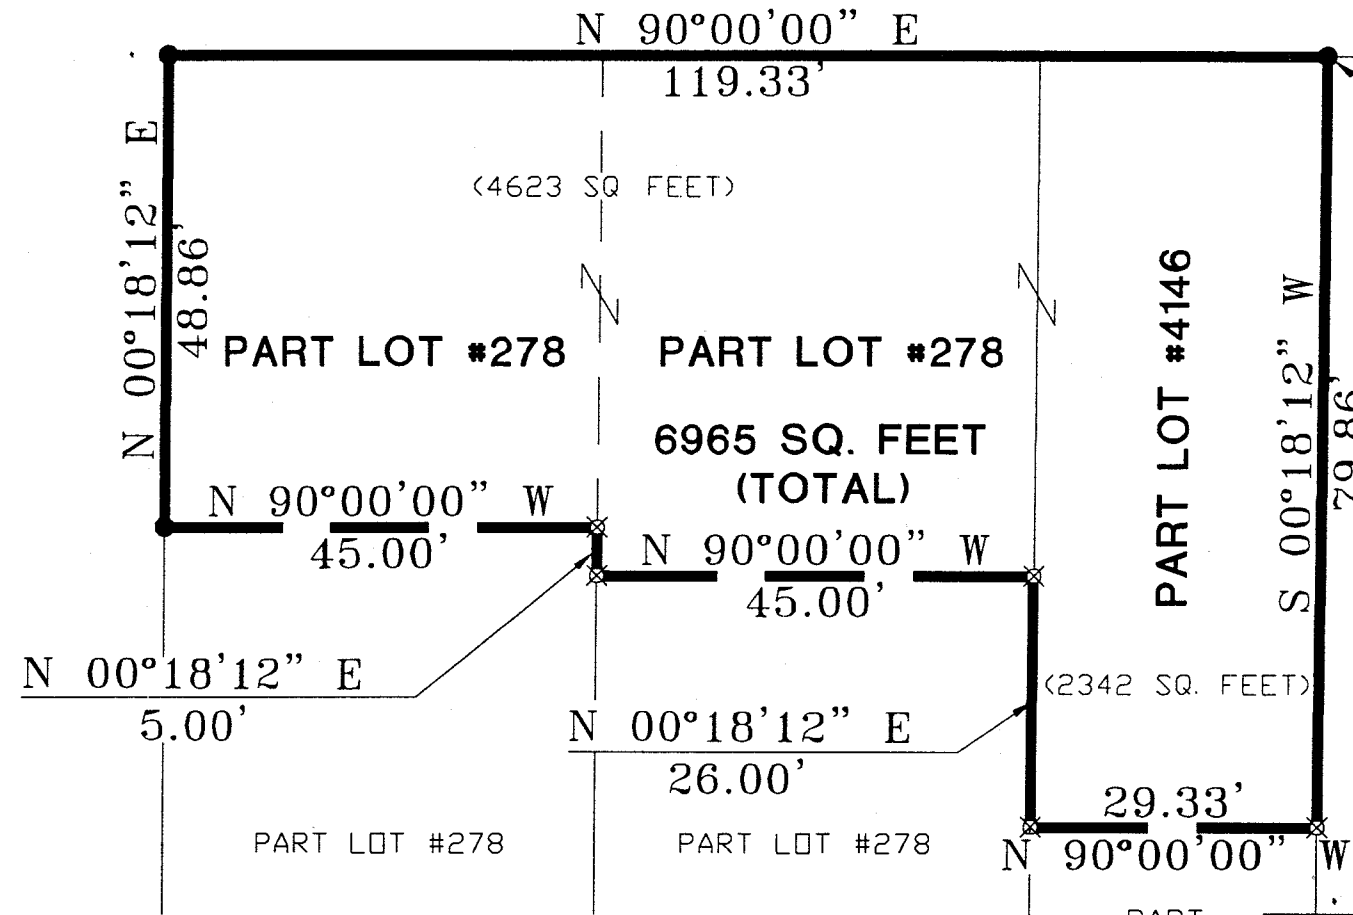 N 90°00'00" E
119.33'
N 00°18'12" E
48.86'
(4623 SQ FEET)
PART LOT #278
PART LOT #278
6965 SQ. FEET
(TOTAL)
PART LOT #4146
S 00°18'12" W
79.86'
N 90°00'00" W
45.00'
N 90°00'00" W
45.00'
N 00°18'12" E
5.00'
(2342 SQ. FEET)
N 00°18'12" E
26.00'
29.33'
N 90°00'00" W
PART LOT #278
PART LOT #278
PART